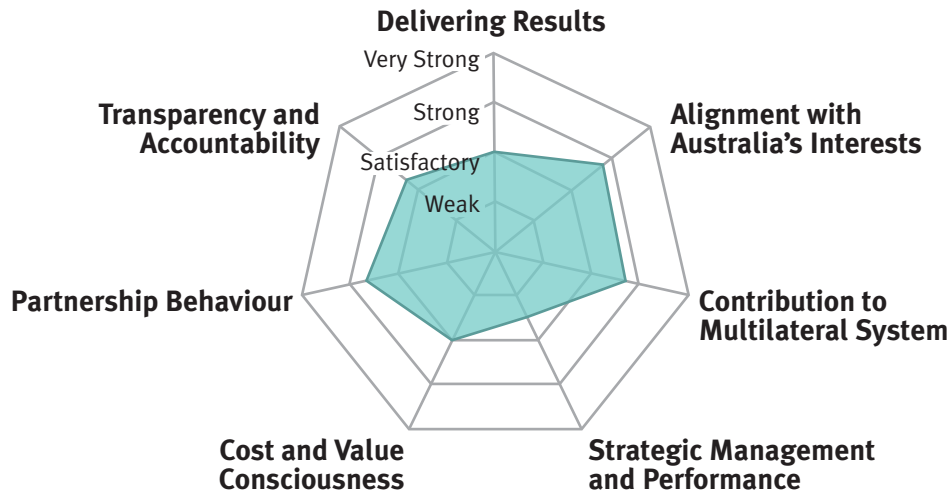 Delivering Results
Very Strong
Strong
Satisfactory
Weak
Transparency and
Accountability
Alignment with
Australia’s Interests
Partnership Behaviour
Contribution to
Multilateral System
Cost and Value
Consciousness
Strategic Management
and Performance